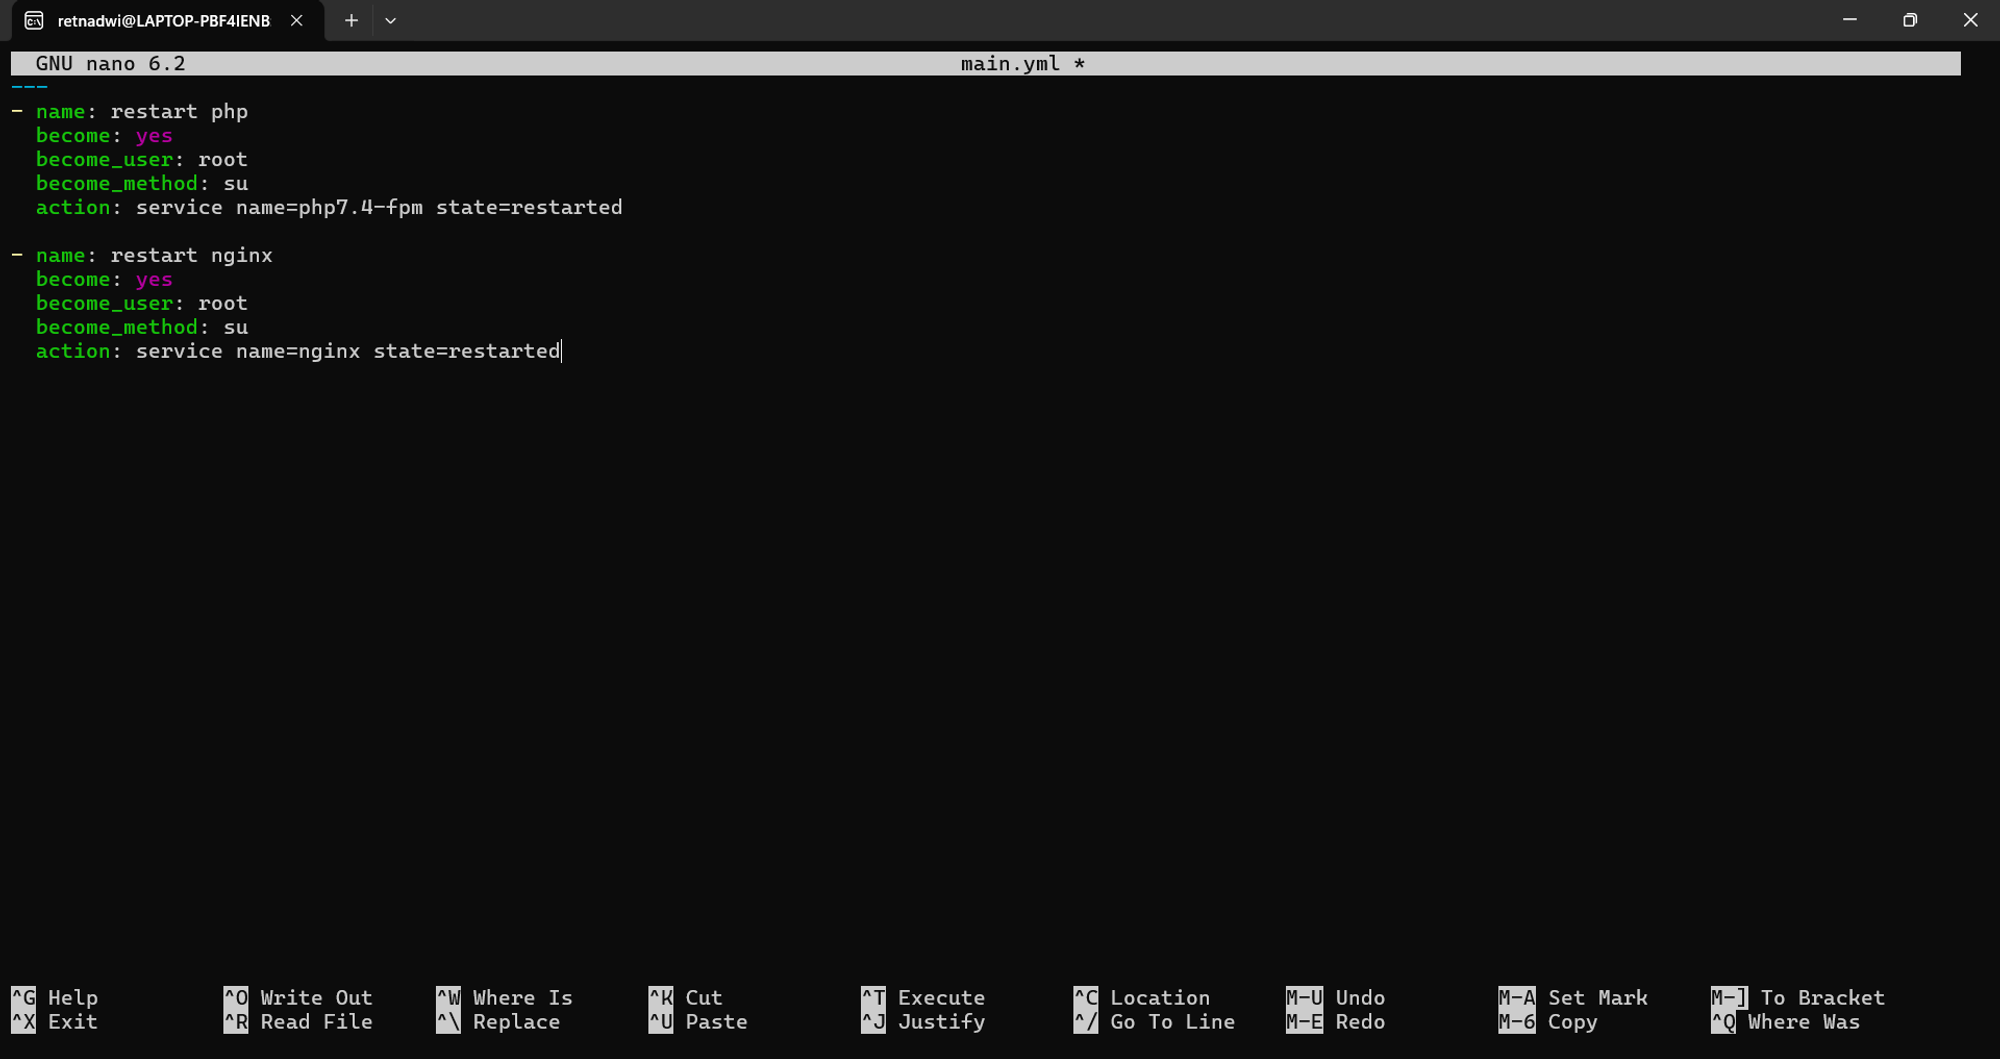 retnadwi@LAPTOP-PBF4IENB
GNU nano 6.2 main.yml *
---
- name: restart php
  become: yes
  become_user: root
  become_method: su
  action: service name=php7.4-fpm state=restarted

- name: restart nginx
  become: yes
  become_user: root
  become_method: su
  action: service name=nginx state=restarted

^G Help ^O Write Out ^W Where Is ^K Cut ^T Execute ^C Location M-U Undo M-A Set Mark M-] To Bracket
^X Exit ^R Read File ^\ Replace ^U Paste ^J Justify ^/ Go To Line M-E Redo M-6 Copy ^Q Where Was